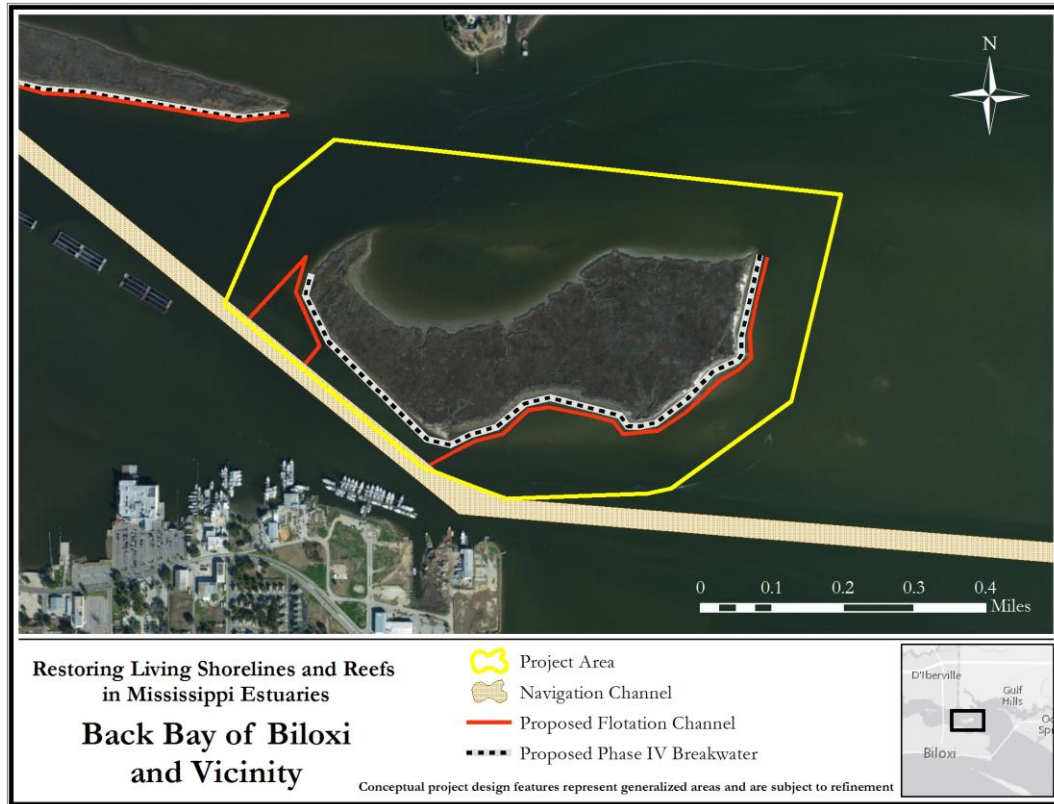 N
0 0.1 0.2 0.3 0.4
Miles
Restoring Living Shorelines and Reefs
in Mississippi Estuaries
Back Bay of Biloxi
and Vicinity
Project Area
Navigation Channel
Proposed Flotation Channel
Proposed Phase IV Breakwater
Conceptual project design features represent generalized areas and are subject to refinement
D'Iberville
Gulf
Hills
Biloxi